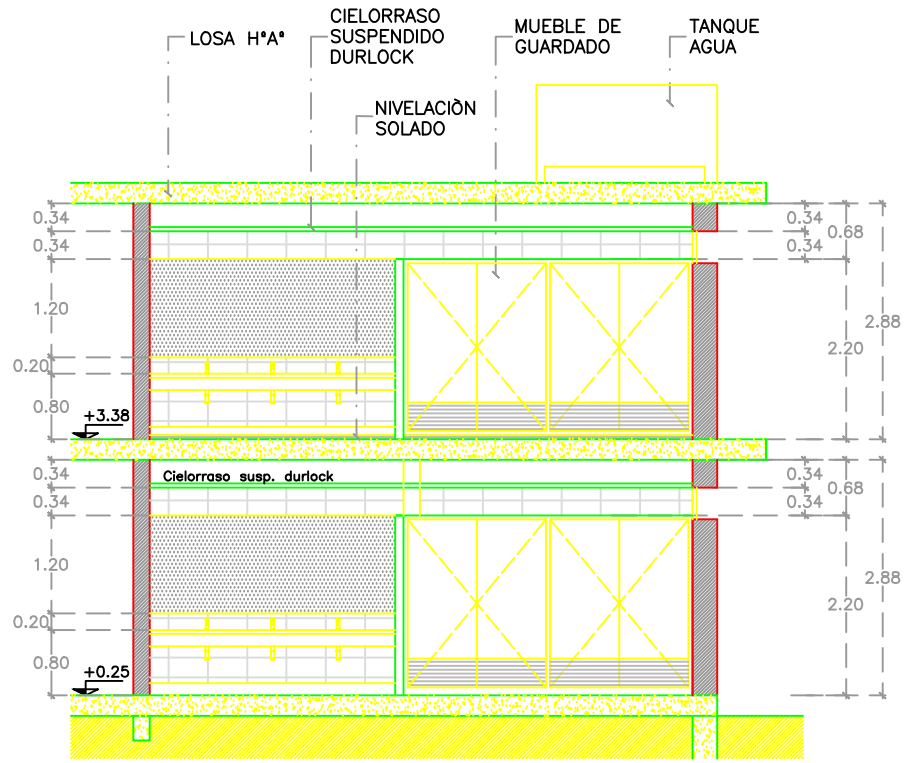 LOSA HºAº
CIELORRASO
SUSPENDIDO
DURLOCK
MUEBLE DE
GUARDADO
TANQUE
AGUA
NIVELACIÒN
SOLADO
0.34
0.34
1.20
0.20
0.80
+3.38
0.34
0.34
0.68
2.20
2.88
Cielorraso susp. durlock
0.34
0.34
1.20
0.20
0.80
+0.25
0.34
0.34
0.68
2.20
2.88